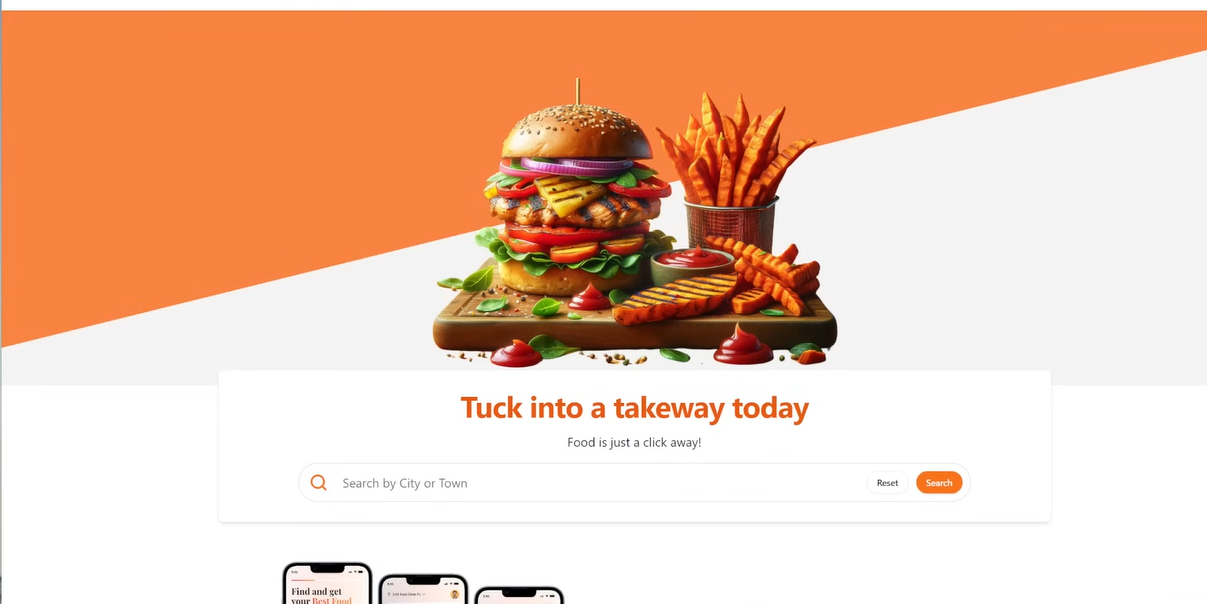 Tuck into a takeway today
Food is just a click away!
Search by City or Town
Reset
Search
Find and get
your Best Food